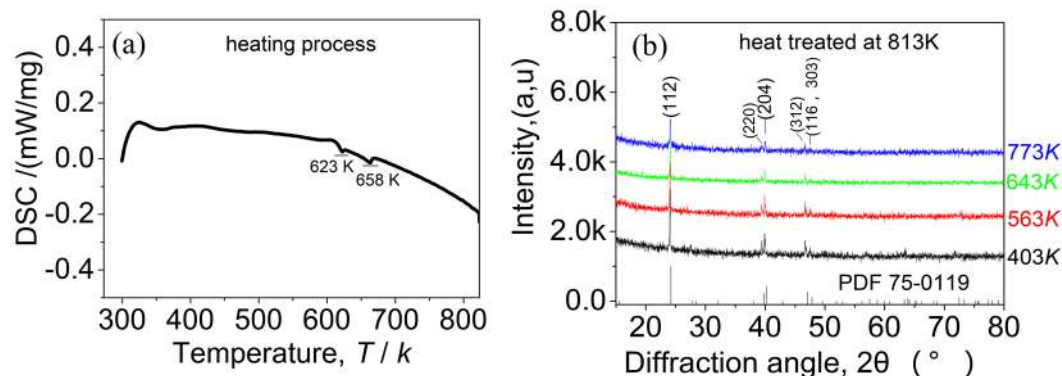 (a)
heating process
DSC /(mW/mg)
0.4
0.2
0.0
-0.2
-0.4
623 K
658 K
300 400 500 600 700 800
Temperature, T / k
(b)
heat treated at 813K
Intensity,(a,u)
8.0k
6.0k
4.0k
2.0k
0.0
(112)
(220)
(204)
(312)
(116 , 303)
773K
643K
563K
403K
PDF 75-0119
20 30 40 50 60 70 80
Diffraction angle, 2θ ( ° )